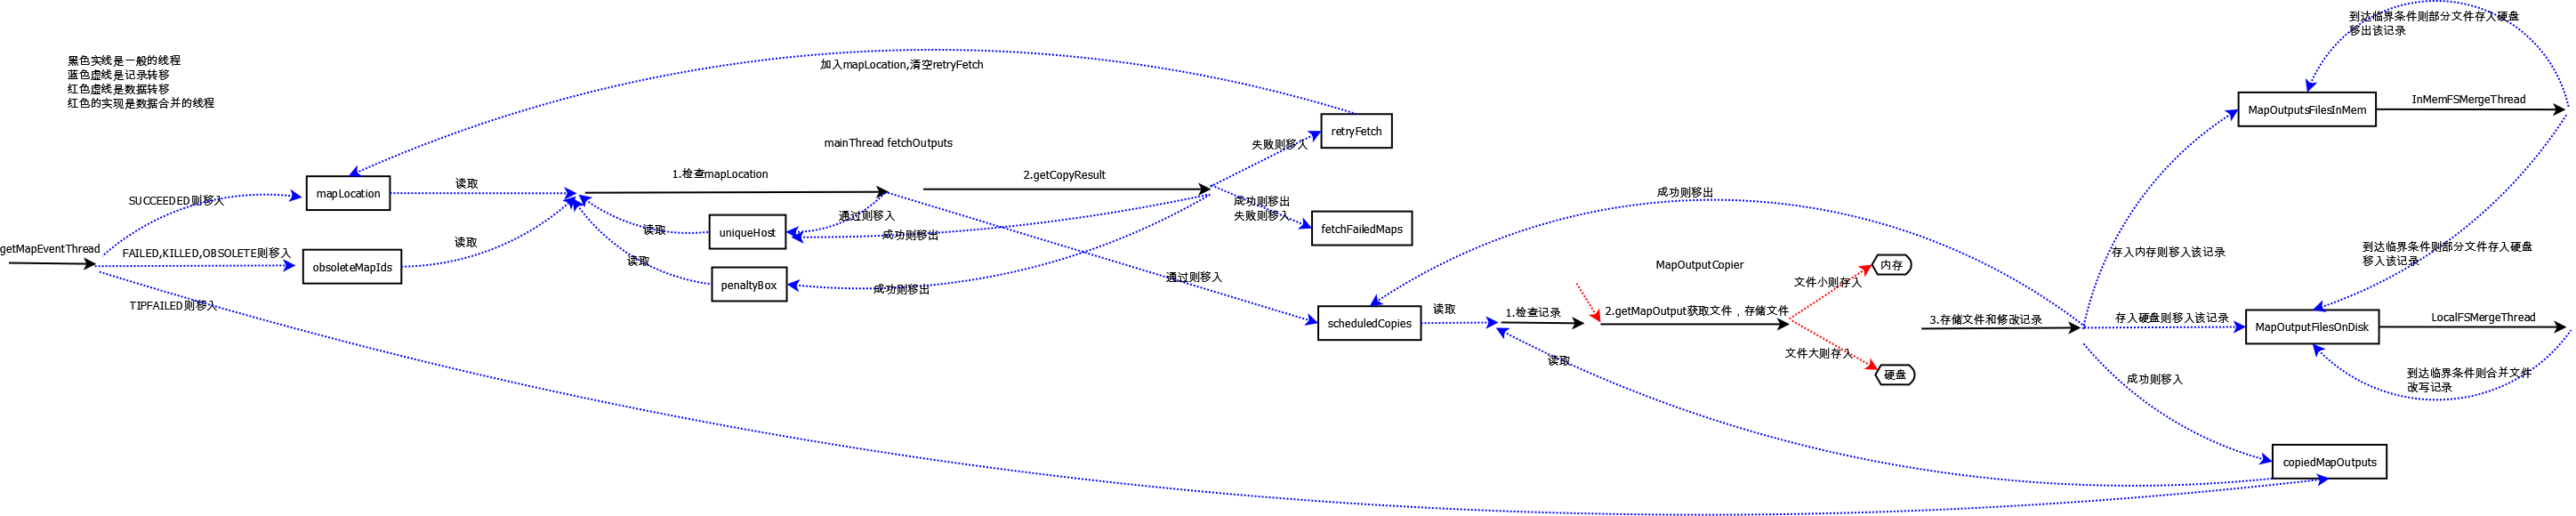 黑色实线是一般的线程
蓝色虚线是记录转移
红色虚线是数据转移
红色的实现是数据合并的线程
getMapEventThread
SUCCEEDED则移入
FAILED,KILLED,OBSOLETE则移入
TIPFAILED则移入
mapLocation
obsoleteMapIds
读取
读取
加入mapLocation,清空retryFetch
mainThread fetchOutputs
1.检查mapLocation
2.getCopyResult
读取
uniqueHost
通过则移入
成功则移出
读取
penaltyBox
成功则移出
失败则移入
retryFetch
成功则移出
失败则移入
fetchFailedMaps
通过则移入
scheduledCopies
成功则移出
读取
MapOutputCopier
1.检查记录
2.getMapOutput获取文件，存储文件
文件小则存入
内存
文件大则存入
硬盘
读取
3.存储文件和修改记录
存入内存则移入该记录
存入硬盘则移入该记录
成功则移入
到达临界条件则部分文件存入硬盘
移出该记录
MapOutputsFilesInMem
InMemFSMergeThread
到达临界条件则部分文件存入硬盘
移入该记录
MapOutputFilesOnDisk
LocalFSMergeThread
到达临界条件则合并文件
改写记录
copiedMapOutputs